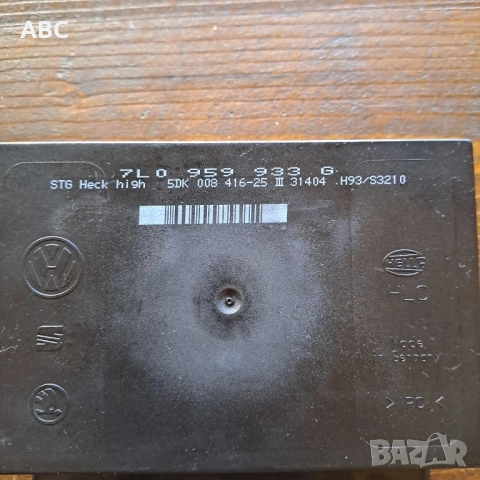 ABC
7L0 959 933 G
STG Heck high 5DK 008 416-25 III 31404 .H93/S3210
HELLA
HLO
Made
in Germany
> PC <
BAZAR